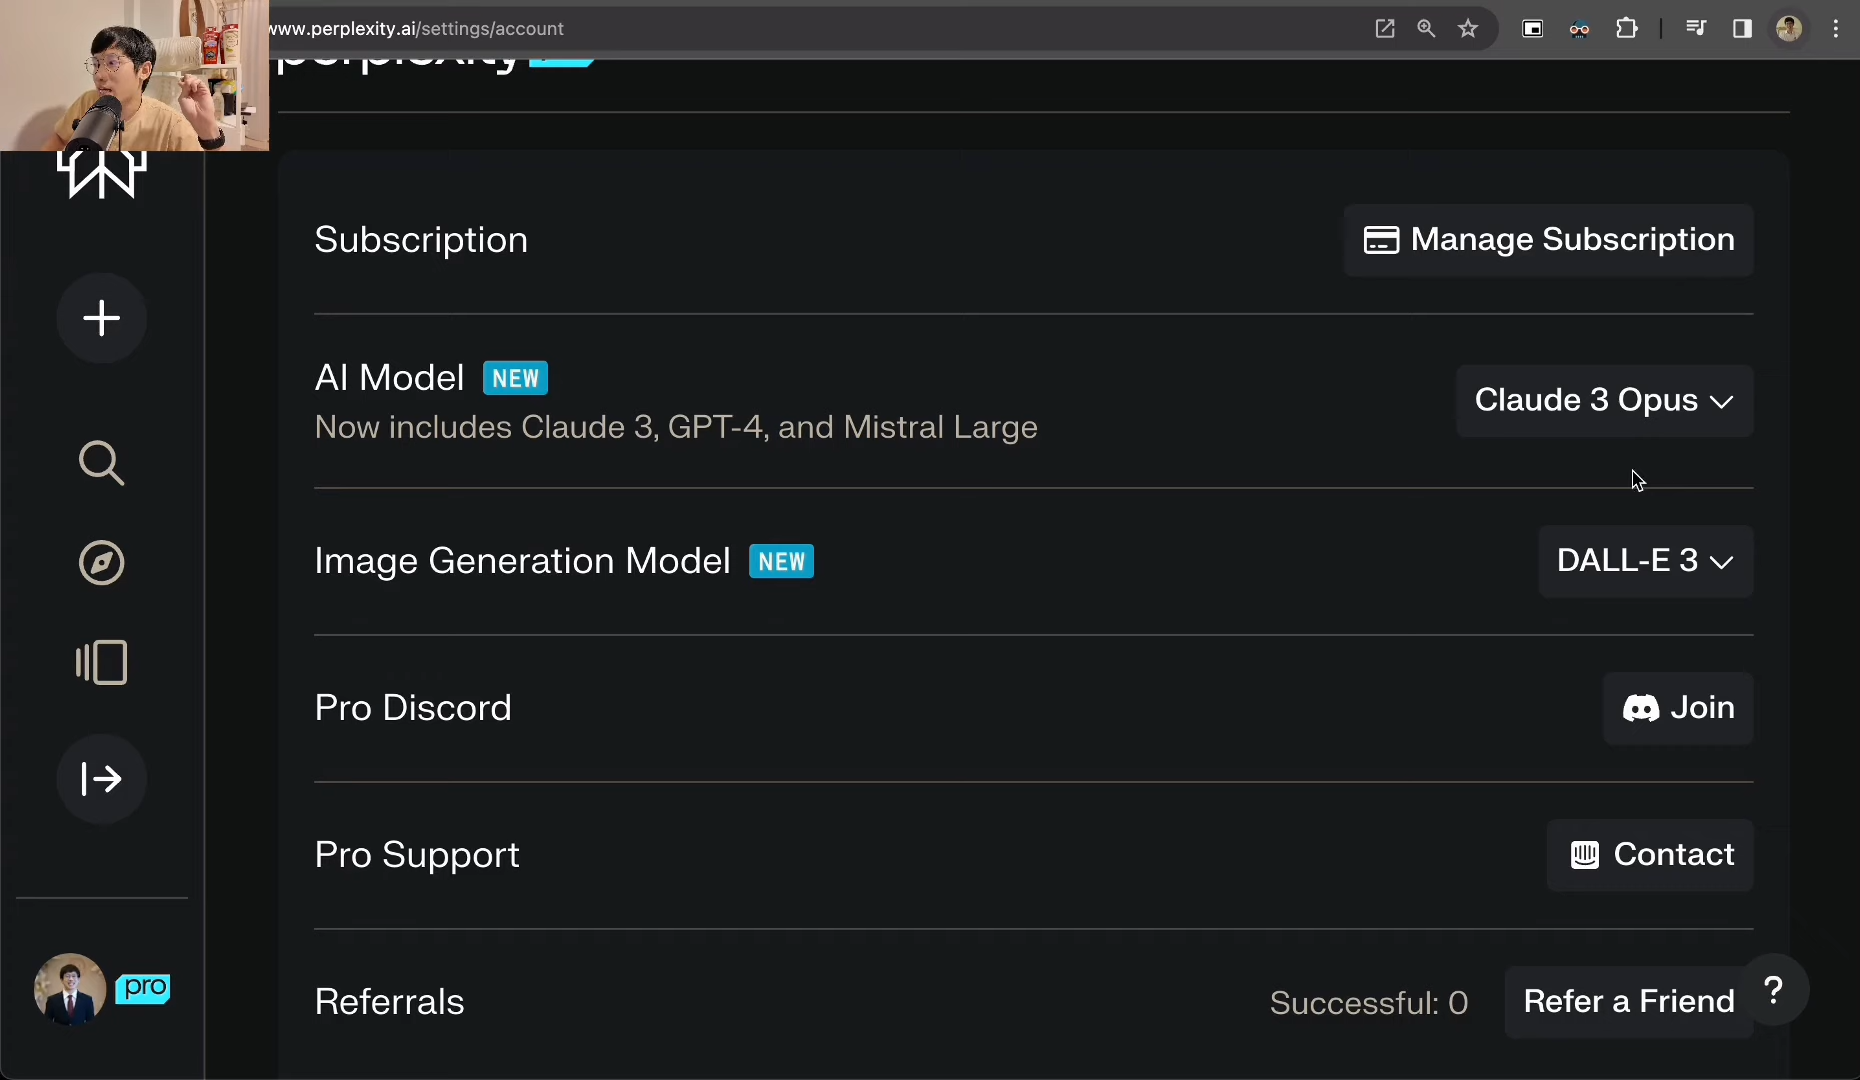 www.perplexity.ai/settings/account
perplexity
Subscription
Manage Subscription
AI Model NEW
Now includes Claude 3, GPT-4, and Mistral Large
Claude 3 Opus
Image Generation Model NEW
DALL-E 3
Pro Discord
Join
Pro Support
Contact
pro
Referrals
Successful: 0
Refer a Friend
?